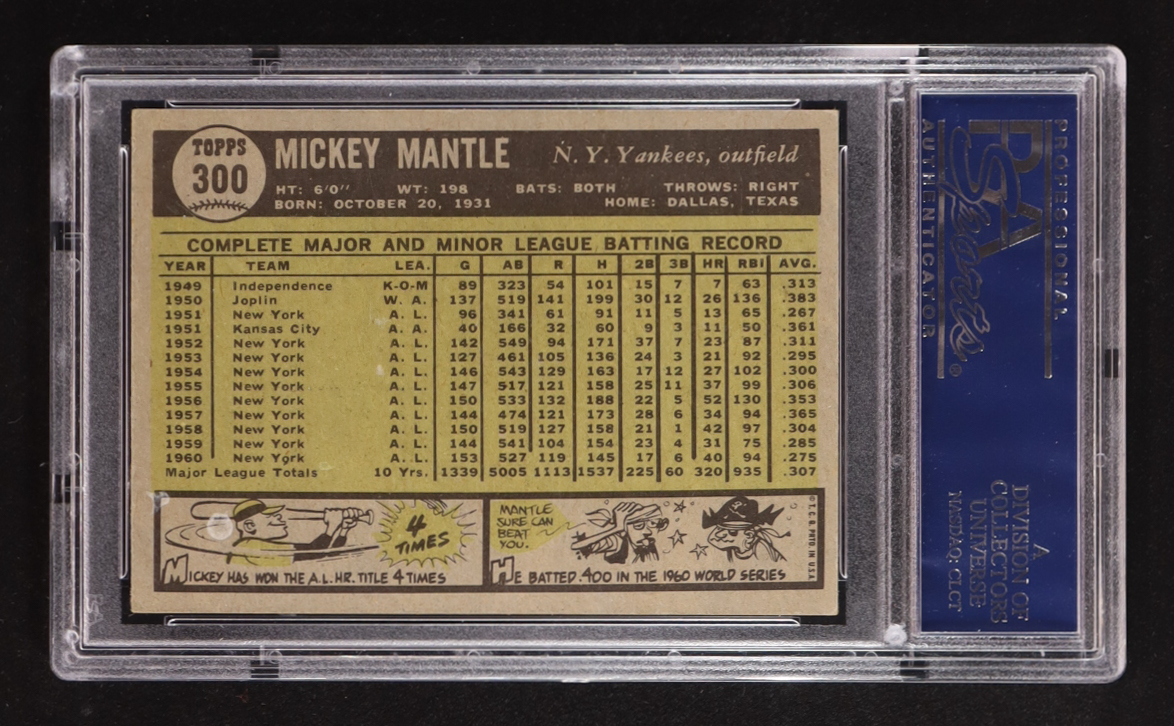 TOPPS
300
MICKEY MANTLE
N. Y. Yankees, outfield
HT: 6'0" WT: 198 BATS: BOTH THROWS: RIGHT
BORN: OCTOBER 20, 1931 HOME: DALLAS, TEXAS
COMPLETE MAJOR AND MINOR LEAGUE BATTING RECORD
YEAR TEAM LEA. G AB R H 2B 3B HR RBI AVG.
1949 Independence K-O-M 89 323 54 101 15 7 7 63 .313
1950 Joplin W. A. 137 519 141 199 30 12 26 136 .383
1951 New York A. L. 96 341 61 91 11 5 13 65 .267
1951 Kansas City A. A. 40 166 32 60 9 3 11 50 .361
1952 New York A. L. 142 549 94 171 37 7 23 87 .311
1953 New York A. L. 127 461 105 136 24 3 21 92 .295
1954 New York A. L. 146 543 129 163 17 12 27 102 .300
1955 New York A. L. 147 517 121 158 25 11 37 99 .306
1956 New York A. L. 150 533 132 188 22 5 52 130 .353
1957 New York A. L. 144 474 121 173 28 6 34 94 .365
1958 New York A. L. 150 519 127 158 21 1 42 97 .304
1959 New York A. L. 144 541 104 154 23 4 31 75 .285
1960 New York A. L. 153 527 119 145 17 6 40 94 .275
Major League Totals 10 Yrs. 1339 5005 1113 1537 225 60 320 935 .307
4
TIMES
MICKEY HAS WON THE A.L. HR. TITLE 4 TIMES
MANTLE
SURE CAN
BEAT
YOU.
HE BATTED .400 IN THE 1960 WORLD SERIES
© T.C.G. PRTD IN U.S.A.
PROFESSIONAL
PSA
Sports®
AUTHENTICATOR
A
DIVISION OF
COLLECTORS
UNIVERSE
NASDAQ: CLCT